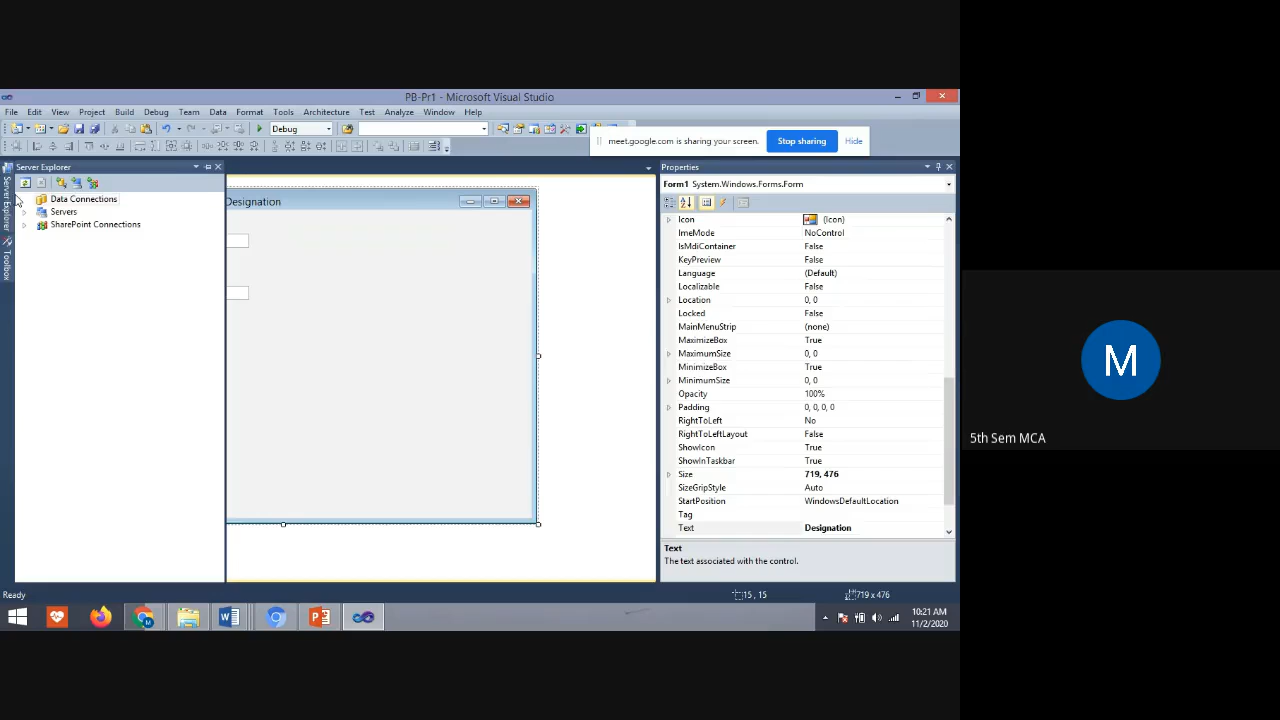 PB-Pr1 - Microsoft Visual Studio
File Edit View Project Build Debug Team Data Format Tools Architecture Test Analyze Window Help
Debug
meet.google.com is sharing your screen. Stop sharing Hide
Server Explorer
Server Explorer
Toolbox
Data Connections
Servers
SharePoint Connections
Designation
Properties
Form1 System.Windows.Forms.Form
Icon (Icon)
ImeMode NoControl
IsMdiContainer False
KeyPreview False
Language (Default)
Localizable False
Location 0, 0
Locked False
MainMenuStrip (none)
MaximizeBox True
MaximumSize 0, 0
MinimizeBox True
MinimumSize 0, 0
Opacity 100%
Padding 0, 0, 0, 0
RightToLeft No
RightToLeftLayout False
ShowIcon True
ShowInTaskbar True
Size 719, 476
SizeGripStyle Auto
StartPosition WindowsDefaultLocation
Tag
Text Designation
Text
The text associated with the control.
Ready
15 , 15
719 x 476
10:21 AM
11/2/2020
M
5th Sem MCA